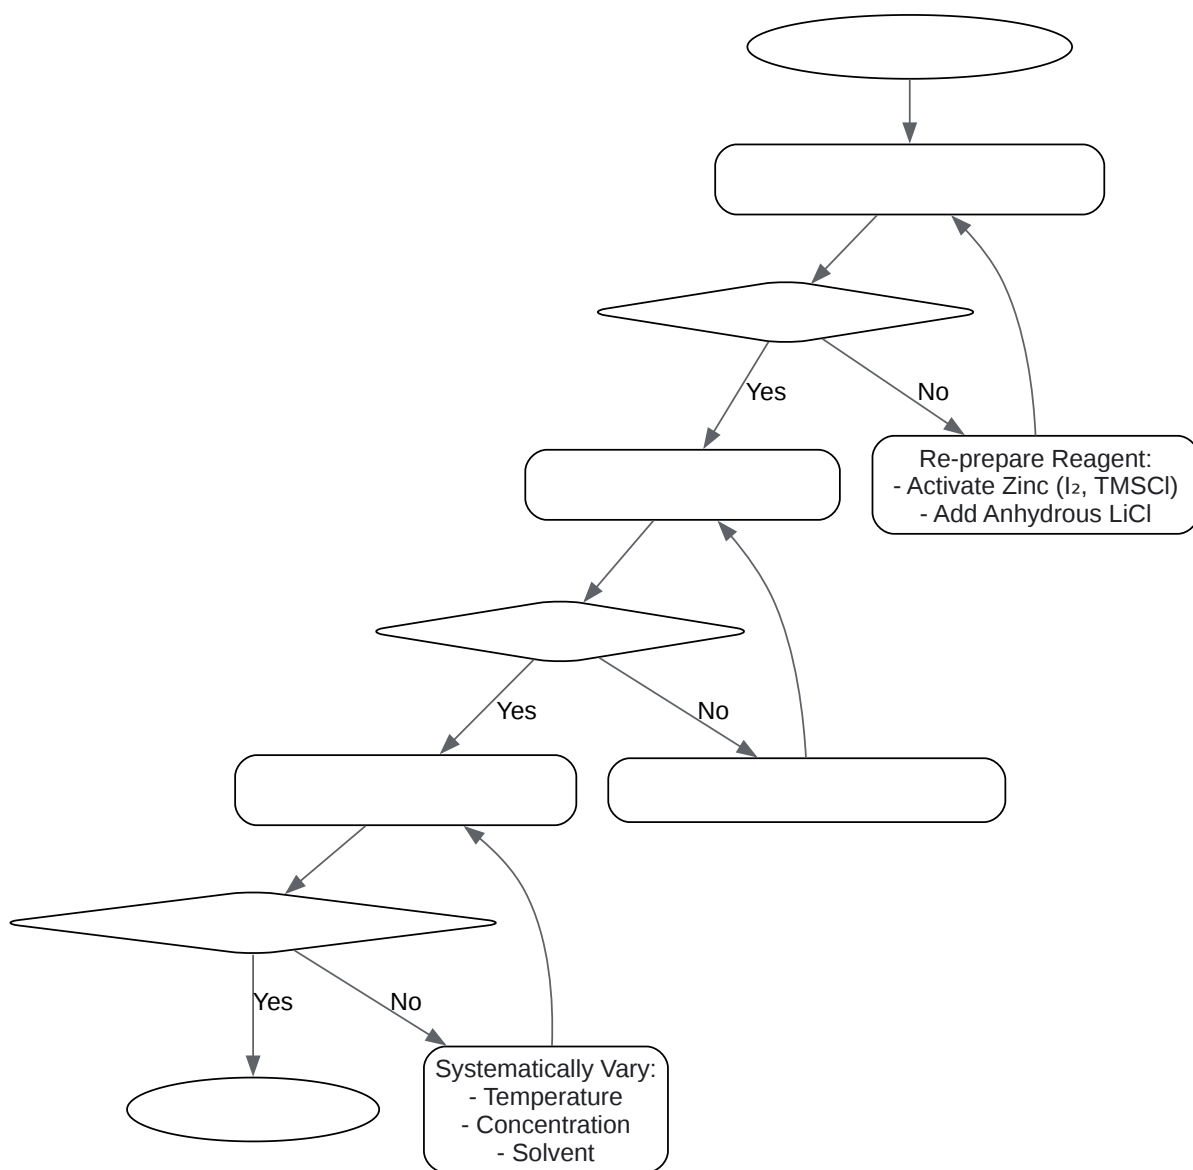 Yes
No
Re-prepare Reagent:
- Activate Zinc (I₂, TMSCl)
- Add Anhydrous LiCl
Yes
No
Yes
No
Systematically Vary:
- Temperature
- Concentration
- Solvent